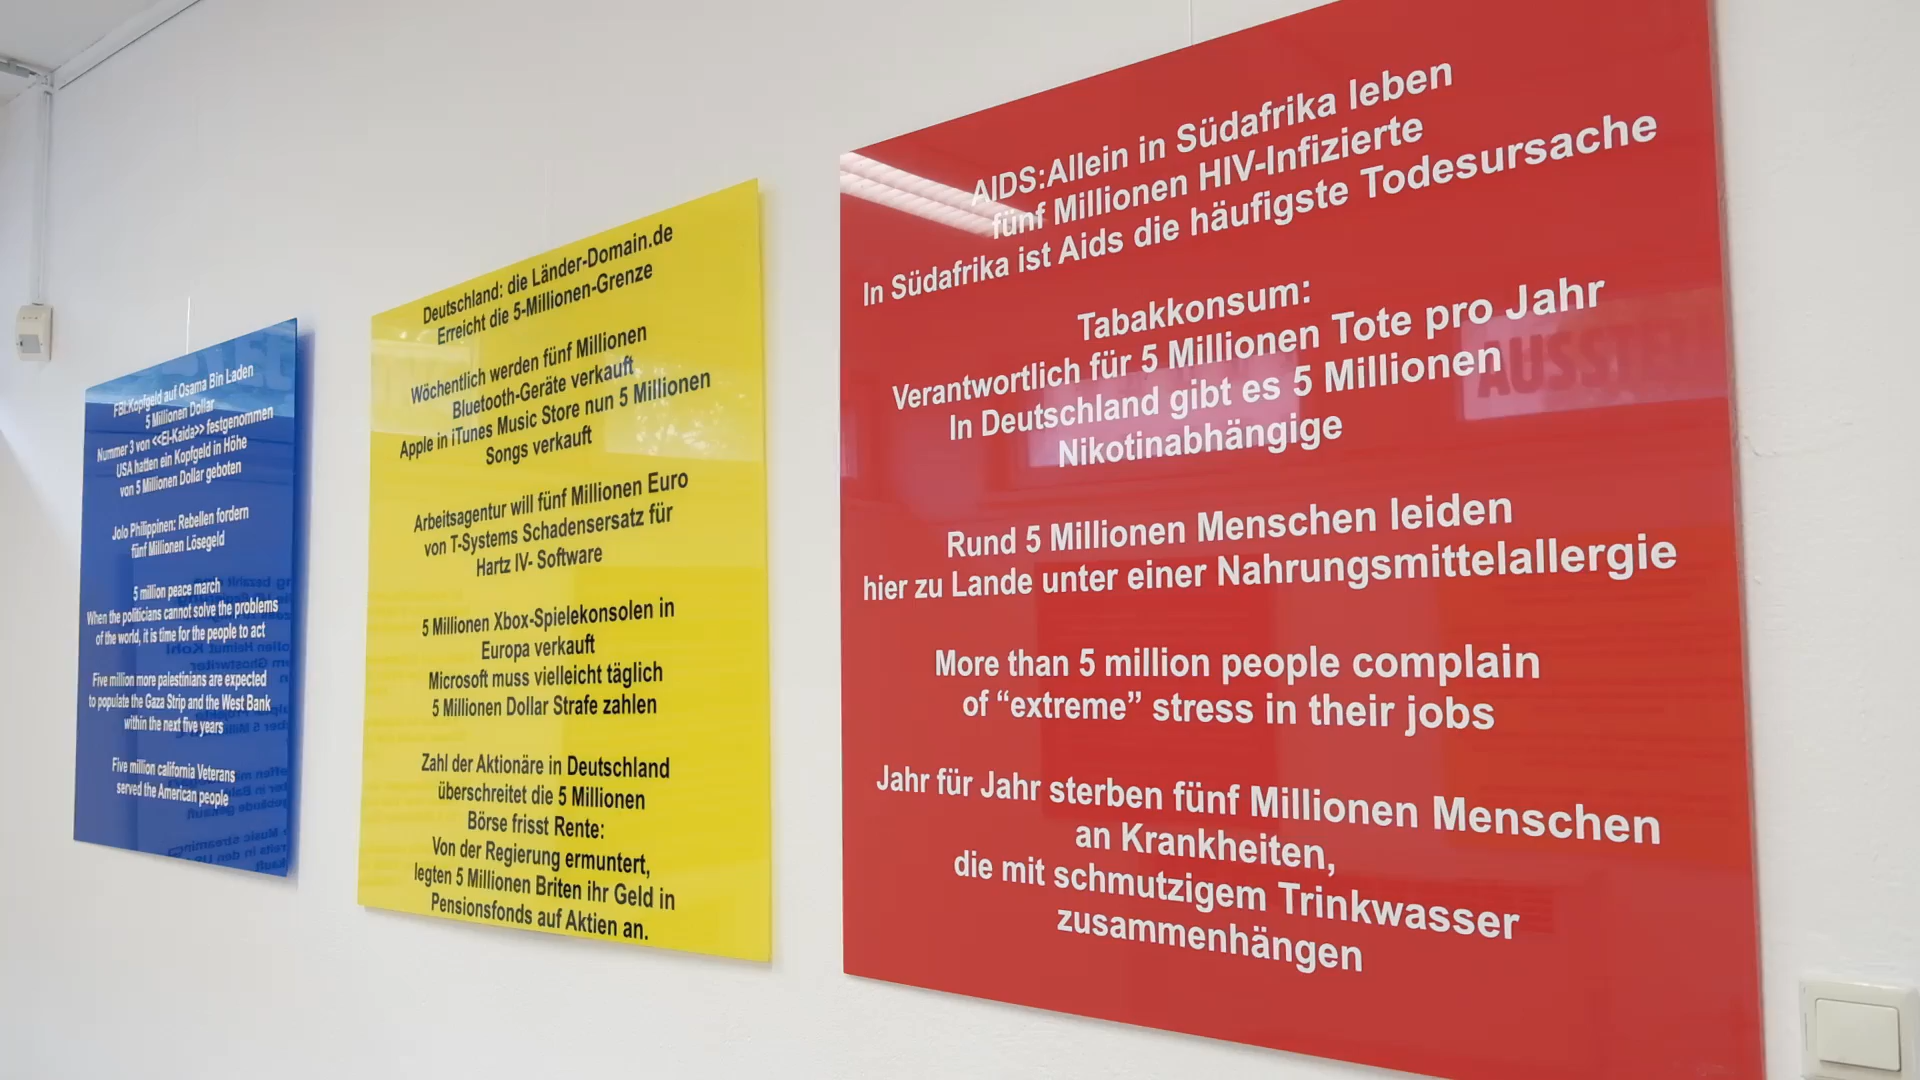 FBI:Kopfgeld auf Osama Bin Laden
5 Millionen Dollar
Nummer 3 von <<El-Kaida>> festgenommen
USA hatten ein Kopfgeld in Höhe
von 5 Millionen Dollar geboten
Jolo Philippinen: Rebellen fordern
fünf Millionen Lösegeld
5 million peace march
When the politicians cannot solve the problems
of the world, it is time for the people to act
Five million more palestinians are expected
to populate the Gaza Strip and the West Bank
within the next five years
Five million california Veterans
served the American people
Deutschland: die Länder-Domain.de
Erreicht die 5-Millionen-Grenze
Wöchentlich werden fünf Millionen
Bluetooth-Geräte verkauft
Apple in iTunes Music Store nun 5 Millionen
Songs verkauft
Arbeitsagentur will fünf Millionen Euro
von T-Systems Schadensersatz für
Hartz IV- Software
5 Millionen Xbox-Spielekonsolen in
Europa verkauft
Microsoft muss vielleicht täglich
5 Millionen Dollar Strafe zahlen
Zahl der Aktionäre in Deutschland
überschreitet die 5 Millionen
Börse frisst Rente:
Von der Regierung ermuntert,
legten 5 Millionen Briten ihr Geld in
Pensionsfonds auf Aktien an.
AIDS:Allein in Südafrika leben
fünf Millionen HIV-Infizierte
In Südafrika ist Aids die häufigste Todesursache
Tabakkonsum:
Verantwortlich für 5 Millionen Tote pro Jahr
In Deutschland gibt es 5 Millionen
Nikotinabhängige
Rund 5 Millionen Menschen leiden
hier zu Lande unter einer Nahrungsmittelallergie
More than 5 million people complain
of “extreme” stress in their jobs
Jahr für Jahr sterben fünf Millionen Menschen
an Krankheiten,
die mit schmutzigem Trinkwasser
zusammenhängen